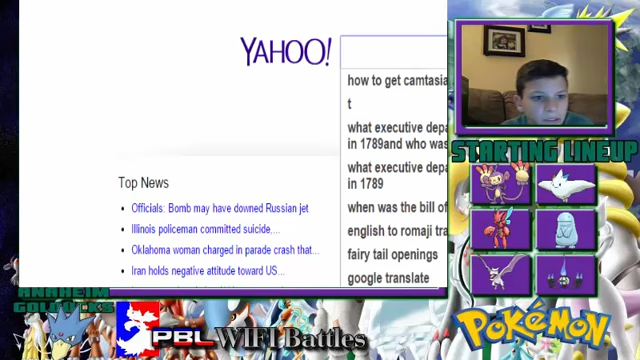 YAHOO!
how to get camtasia
t
what executive depa
in 1789and who was
what executive depa
in 1789
when was the bill of
english to romaji tra
fairy tail openings
google translate
Top News
Officials: Bomb may have downed Russian jet
Illinois policeman committed suicide,...
Oklahoma woman charged in parade crash that...
Iran holds negative attitude toward US...
STARTING LINEUP
ANAHEIM
GOLDUCKS
PBL WIFI Battles
POKéMON